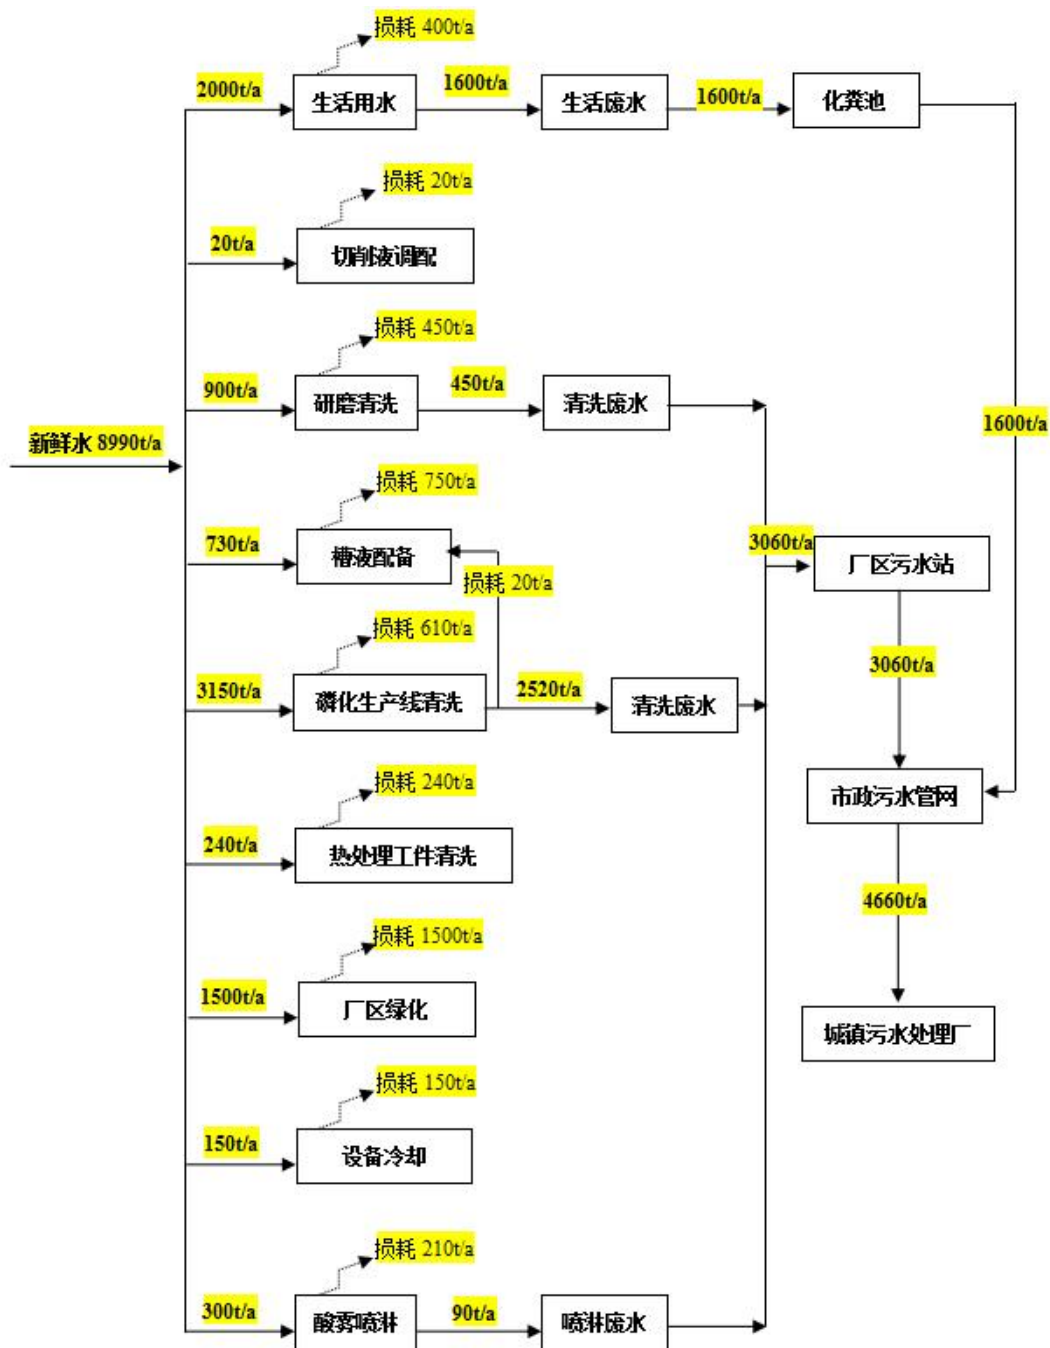 损耗 400t/a
2000t/a
生活用水
1600t/a
生活废水
1600t/a
化粪池
损耗 20t/a
20t/a
切削液调配
损耗 450t/a
900t/a
研磨清洗
450t/a
清洗废水
1600t/a
新鲜水 8990t/a
损耗 750t/a
730t/a
槽液配备
损耗 20t/a
3060t/a
厂区污水站
损耗 610t/a
3150t/a
磷化生产线清洗
2520t/a
清洗废水
3060t/a
损耗 240t/a
240t/a
热处理工件清洗
市政污水管网
4660t/a
损耗 1500t/a
1500t/a
厂区绿化
城镇污水处理厂
损耗 150t/a
150t/a
设备冷却
损耗 210t/a
300t/a
酸雾喷淋
90t/a
喷淋废水